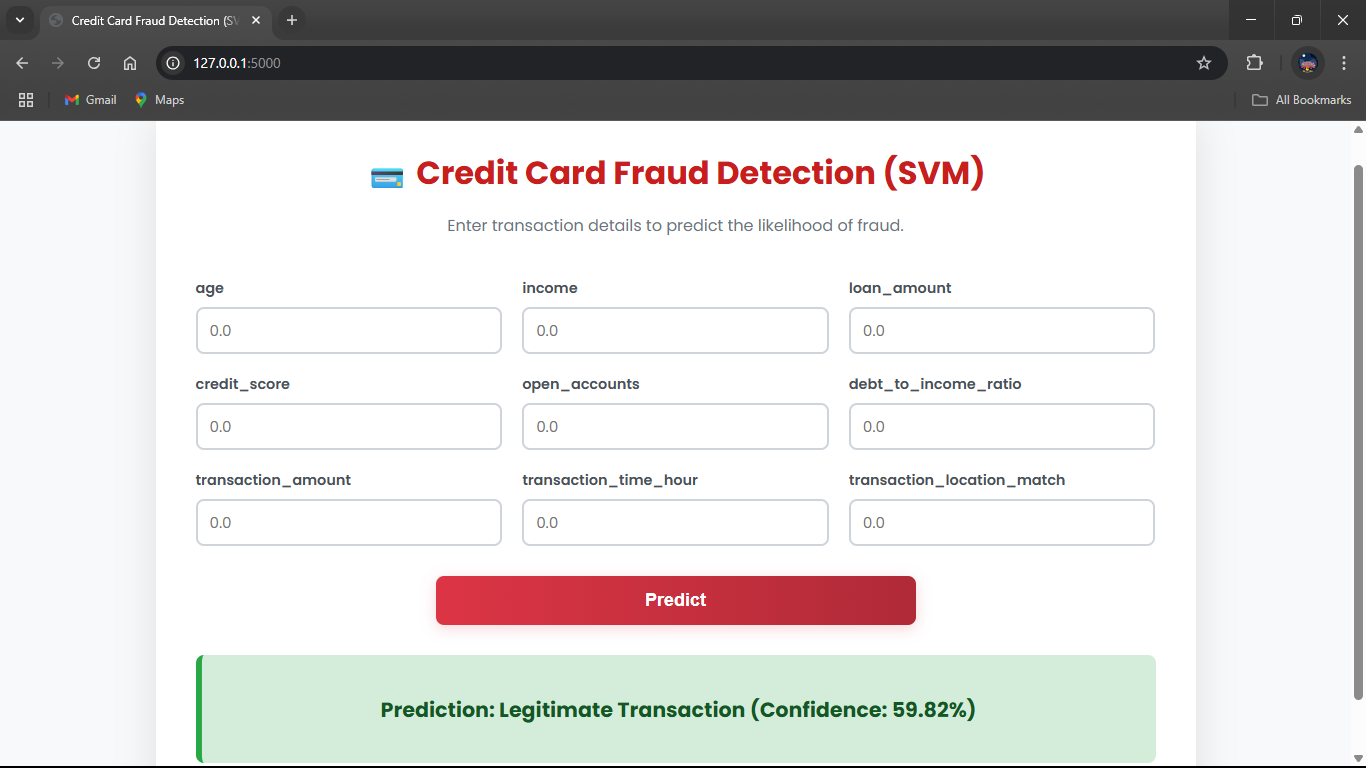 Credit Card Fraud Detection (S
127.0.0.1:5000
Gmail Maps All Bookmarks
Credit Card Fraud Detection (SVM)
Enter transaction details to predict the likelihood of fraud.
age income loan_amount
0.0 0.0 0.0
credit_score open_accounts debt_to_income_ratio
0.0 0.0 0.0
transaction_amount transaction_time_hour transaction_location_match
0.0 0.0 0.0
Predict
Prediction: Legitimate Transaction (Confidence: 59.82%)